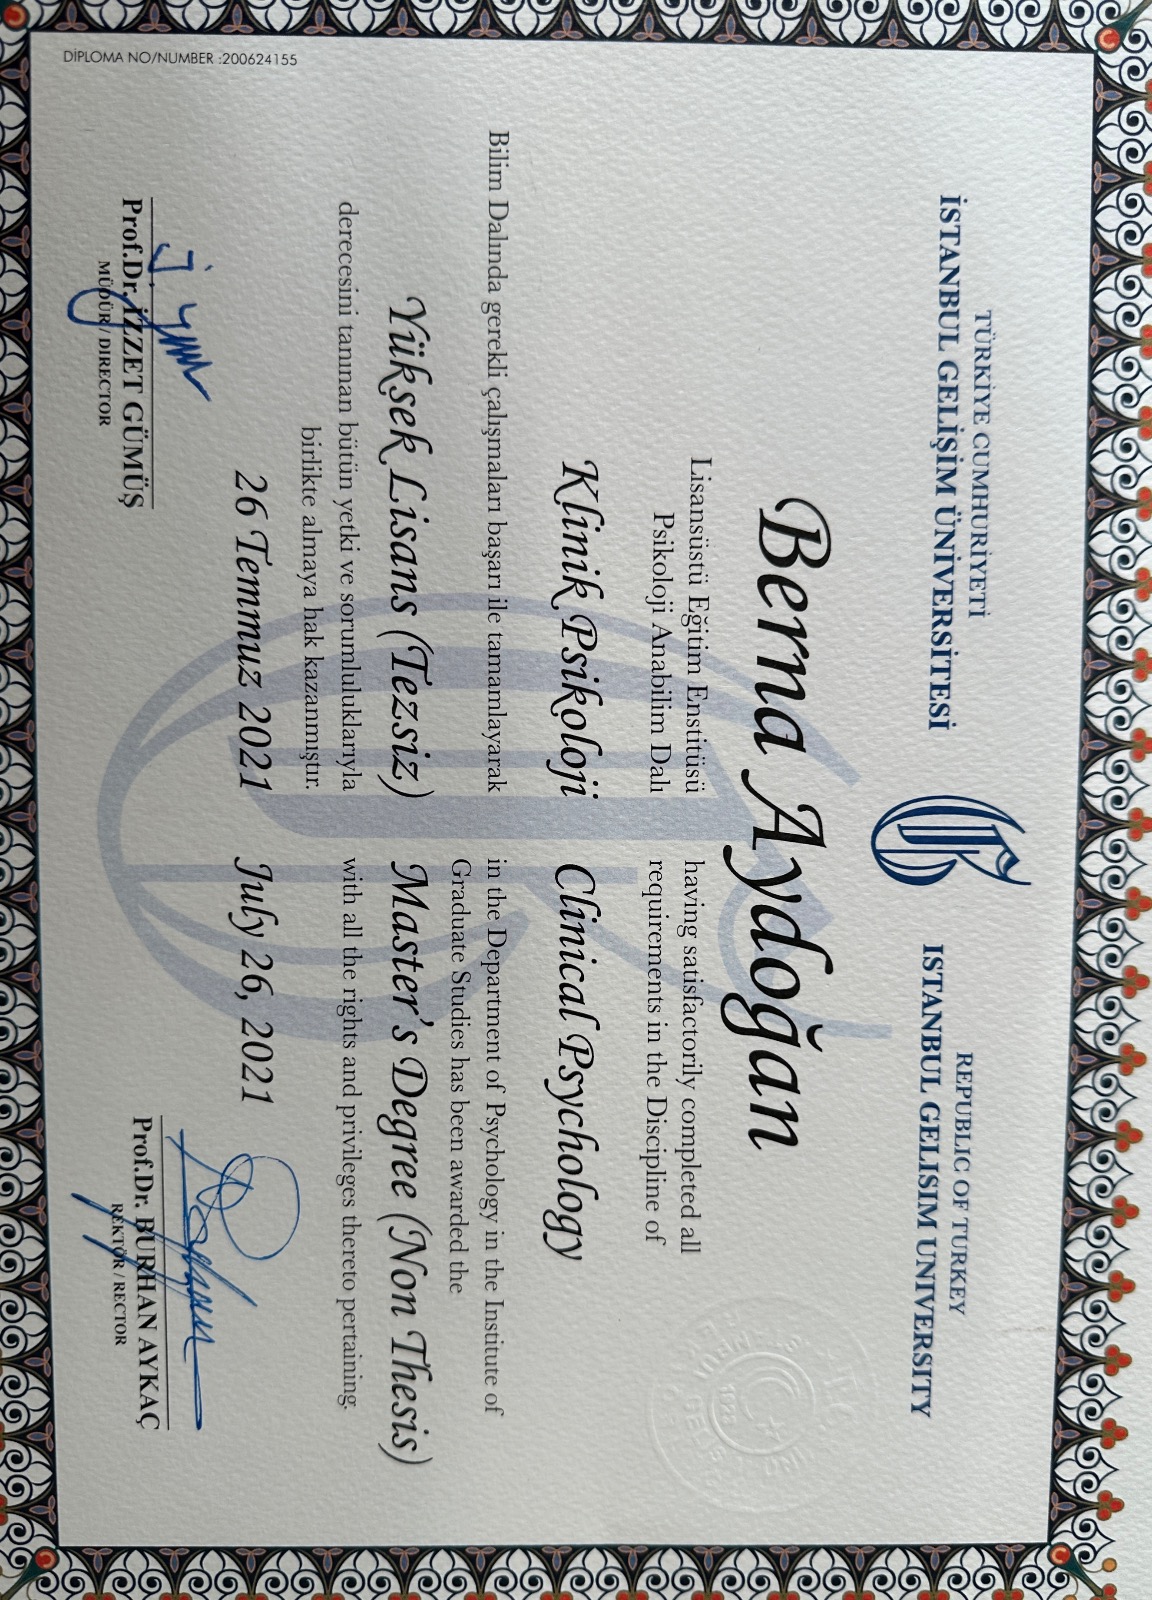 DİPLOMA NO/NUMBER :200624155
TÜRKİYE CUMHURİYETİ
İSTANBUL GELİŞİM ÜNİVERSİTESİ
REPUBLIC OF TURKEY
ISTANBUL GELISIM UNIVERSITY
Berna Aydoğan
Lisansüstü Eğitim Enstitüsü
Psikoloji Anabilim Dalı
Klinik Psikoloji
Bilim Dalında gerekli çalışmaları başarı ile tamamlayarak
Yüksek Lisans (Tezsiz)
derecesini tanınan bütün yetki ve sorumluluklarıyla
birlikte almaya hak kazanmıştır.
26 Temmuz 2021
having satisfactorily completed all
requirements in the Discipline of
Clinical Psychology
in the Department of Psychology in the Institute of
Graduate Studies has been awarded the
Master's Degree (Non Thesis)
with all the rights and privileges thereto pertaining.
July 26, 2021
Prof.Dr. İZZET GÜMÜŞ
MÜDÜR / DIRECTOR
Prof.Dr. BURHAN AYKAÇ
REKTÖR / RECTOR